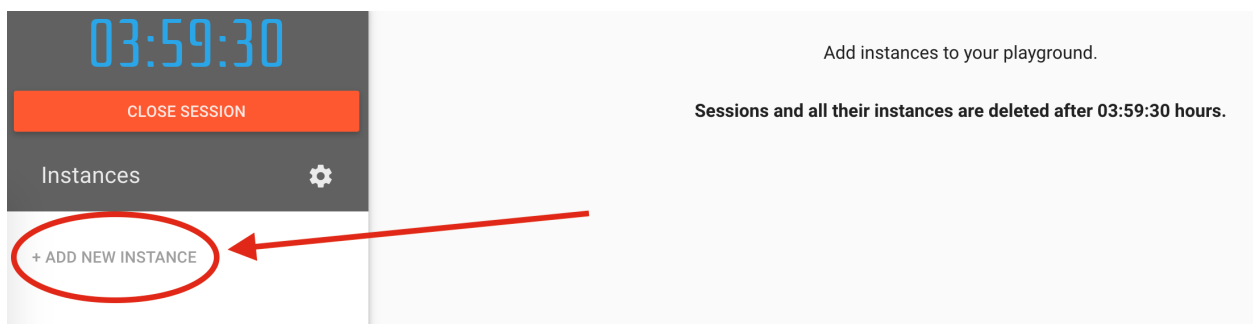 03:59:30
CLOSE SESSION
Instances
+ ADD NEW INSTANCE
Add instances to your playground.
Sessions and all their instances are deleted after 03:59:30 hours.